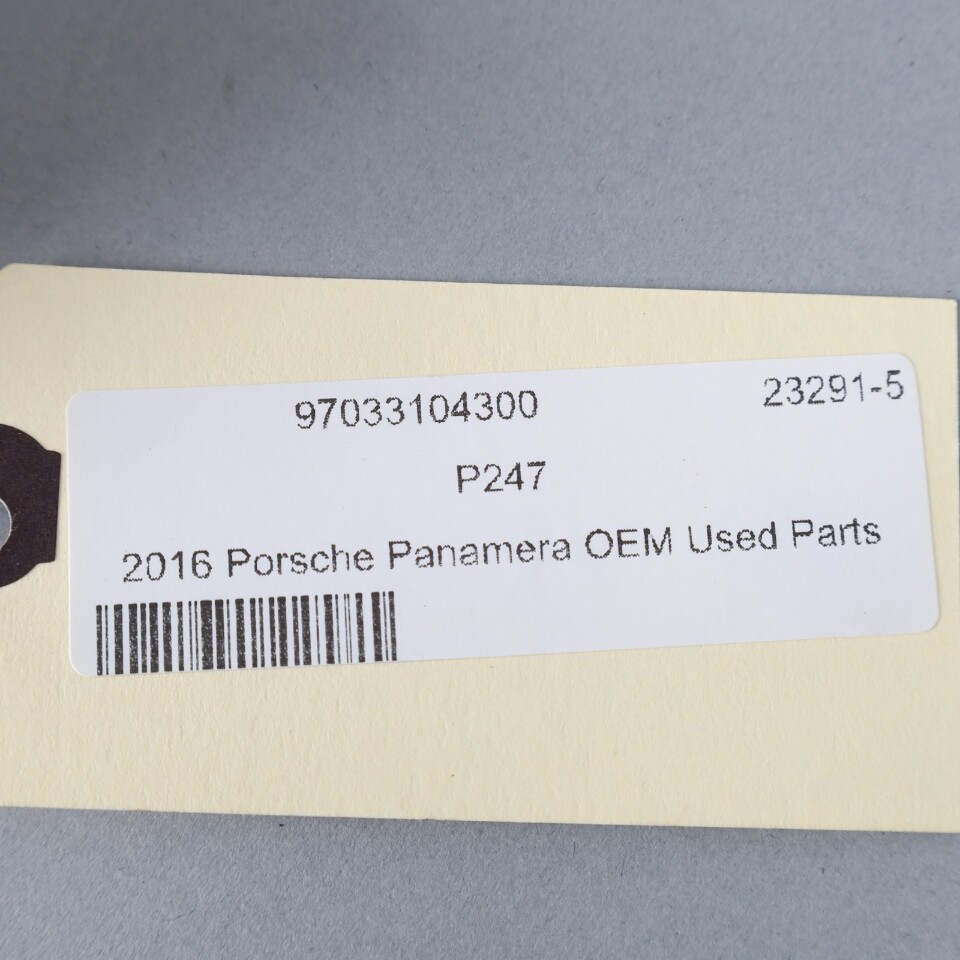 97033104300 23291-5
P247
2016 Porsche Panamera OEM Used Parts